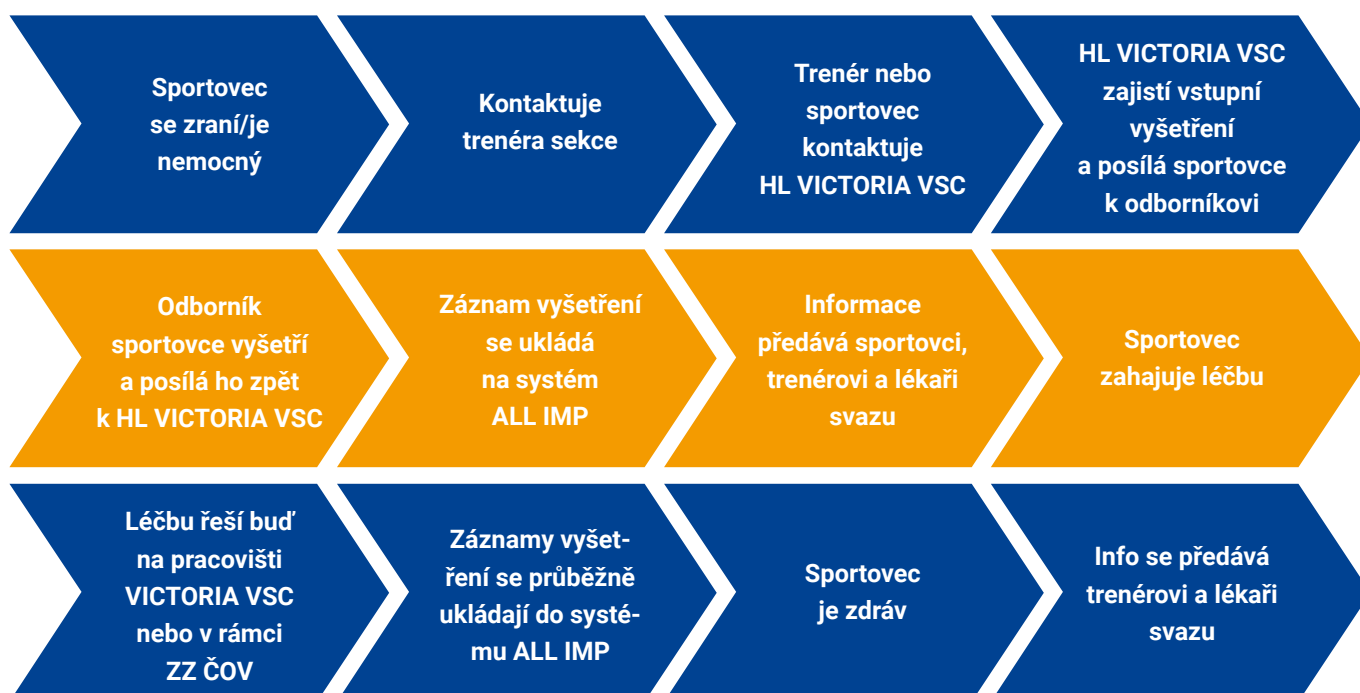 Sportovec
se zraní/je
nemocný
Kontaktuje
trenéra sekce
Trenér nebo
sportovec
kontaktuje
HL VICTORIA VSC
HL VICTORIA VSC
zajistí vstupní
vyšetření
a posílá sportovce
k odborníkovi
Odborník
sportovce vyšetří
a posílá ho zpět
k HL VICTORIA VSC
Záznam vyšetření
se ukládá
na systém
ALL IMP
Informace
předává sportovci,
trenérovi a lékaři
svazu
Sportovec
zahajuje léčbu
Léčbu řeší buď
na pracovišti
VICTORIA VSC
nebo v rámci
ZZ ČOV
Záznamy vyšet-
ření se průběžně
ukládají do systé-
mu ALL IMP
Sportovec
je zdráv
Info se předává
trenérovi a lékaři
svazu